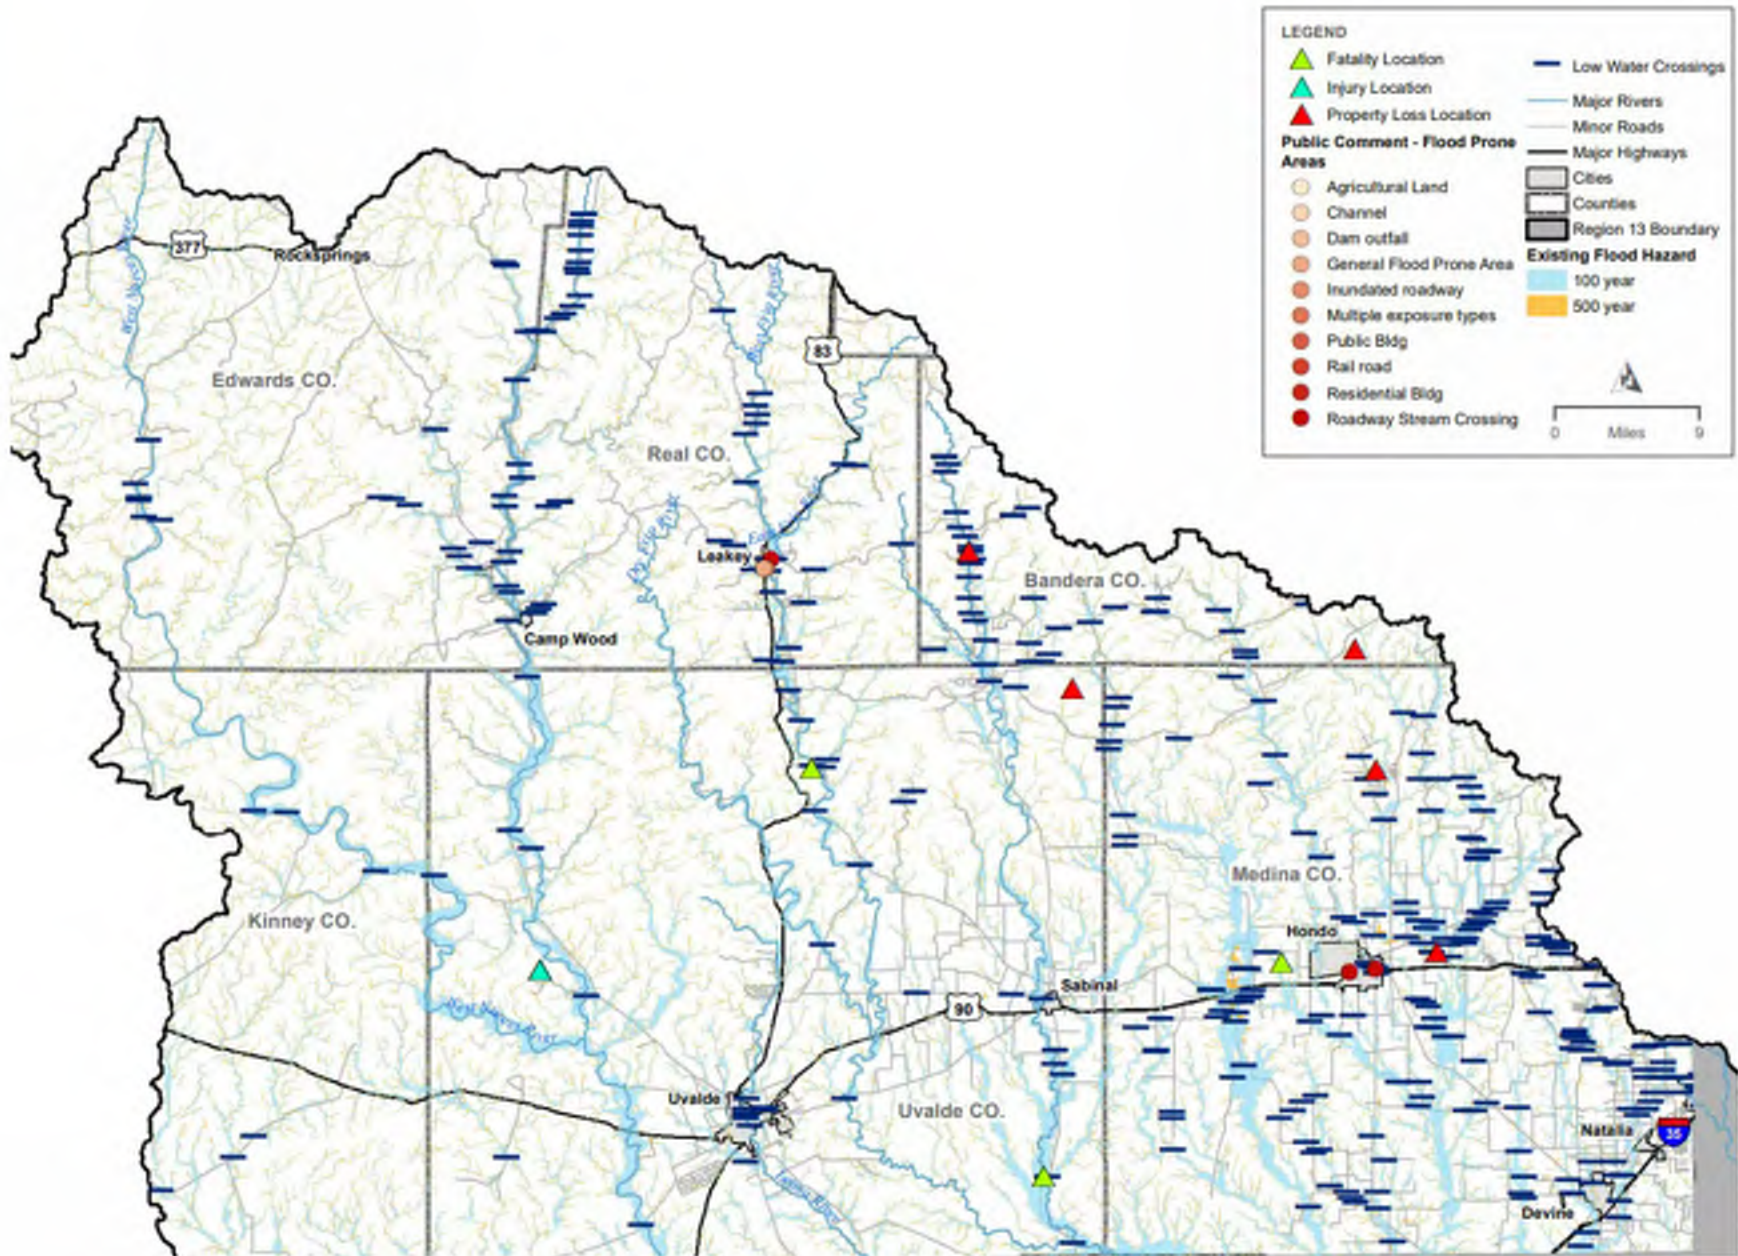 LEGEND
Fatality Location
Injury Location
Property Loss Location
Public Comment - Flood Prone
Areas
Agricultural Land
Channel
Dam outfall
General Flood Prone Area
Inundated roadway
Multiple exposure types
Public Bldg
Rail road
Residential Bldg
Roadway Stream Crossing
Low Water Crossings
Major Rivers
Minor Roads
Major Highways
Cities
Counties
Region 13 Boundary
Existing Flood Hazard
100 year
500 year
0 Miles 9
377
Rocksprings
83
Edwards CO.
Real CO.
Leakey
Bandera CO.
Camp Wood
Medina CO.
Kinney CO.
Hondo
Sabinal
90
West Nueces River
Uvalde
Uvalde CO.
Natalia
35
Devine